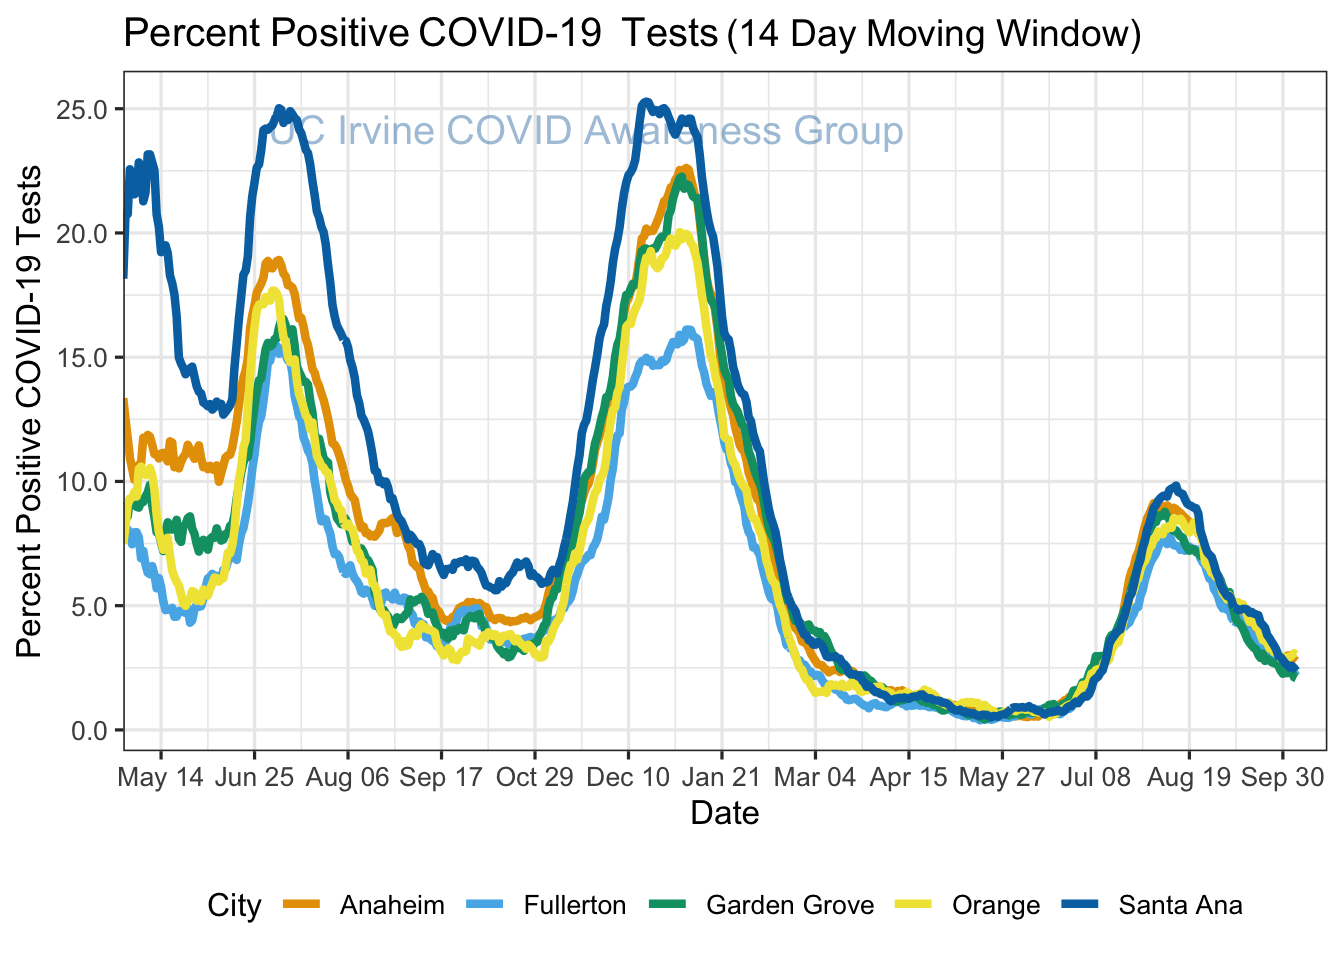 Percent Positive COVID-19 Tests (14 Day Moving Window)
UC Irvine COVID Awareness Group
Percent Positive COVID-19 Tests
25.0
20.0
15.0
10.0
5.0
0.0
May 14 Jun 25 Aug 06 Sep 17 Oct 29 Dec 10 Jan 21 Mar 04 Apr 15 May 27 Jul 08 Aug 19 Sep 30
Date
City Anaheim Fullerton Garden Grove Orange Santa Ana